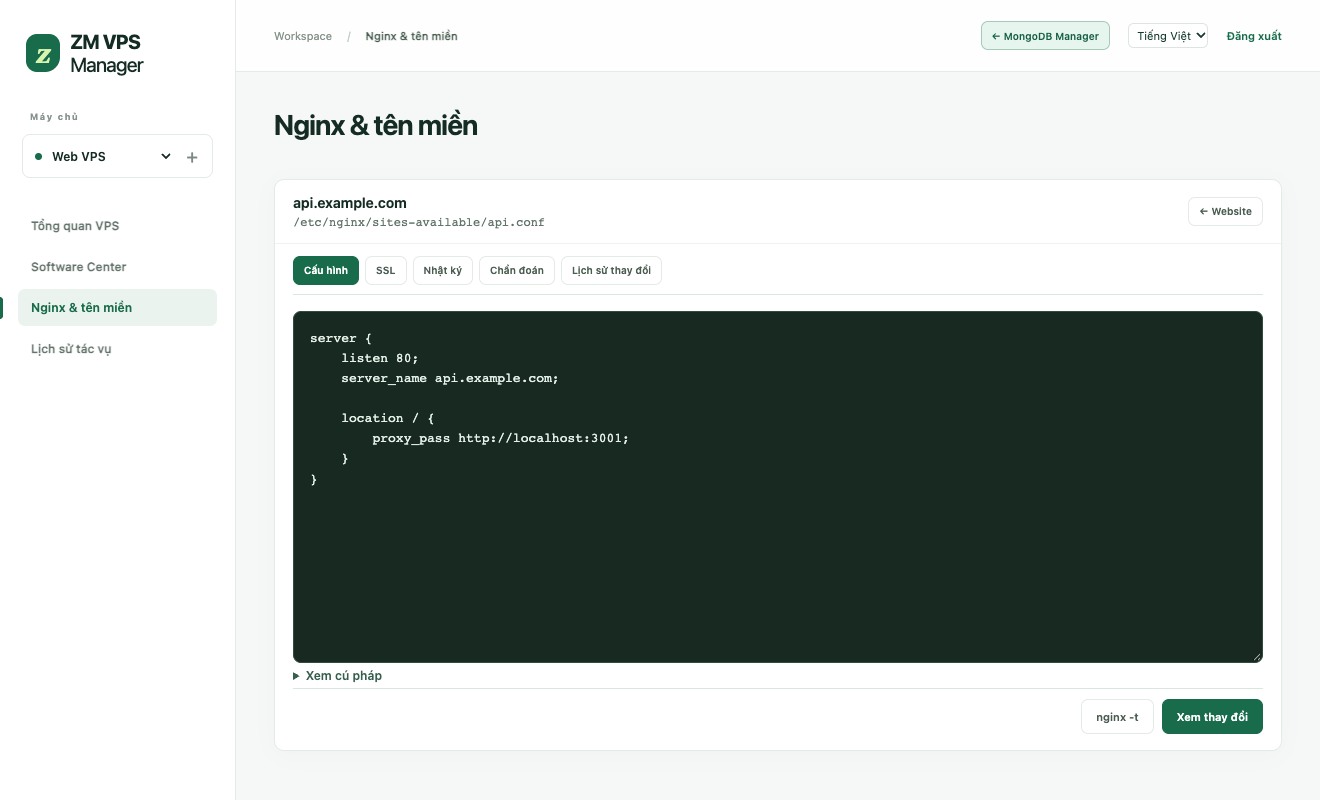 Z
ZM VPS
Manager
Máy chủ
Web VPS
+
Tổng quan VPS
Software Center
Nginx & tên miền
Lịch sử tác vụ
Workspace / Nginx & tên miền
← MongoDB Manager
Tiếng Việt
Đăng xuất
Nginx & tên miền
api.example.com
/etc/nginx/sites-available/api.conf
← Website
Cấu hình
SSL
Nhật ký
Chẩn đoán
Lịch sử thay đổi
server {
    listen 80;
    server_name api.example.com;

    location / {
        proxy_pass http://localhost:3001;
    }
}
▶ Xem cú pháp
nginx -t
Xem thay đổi